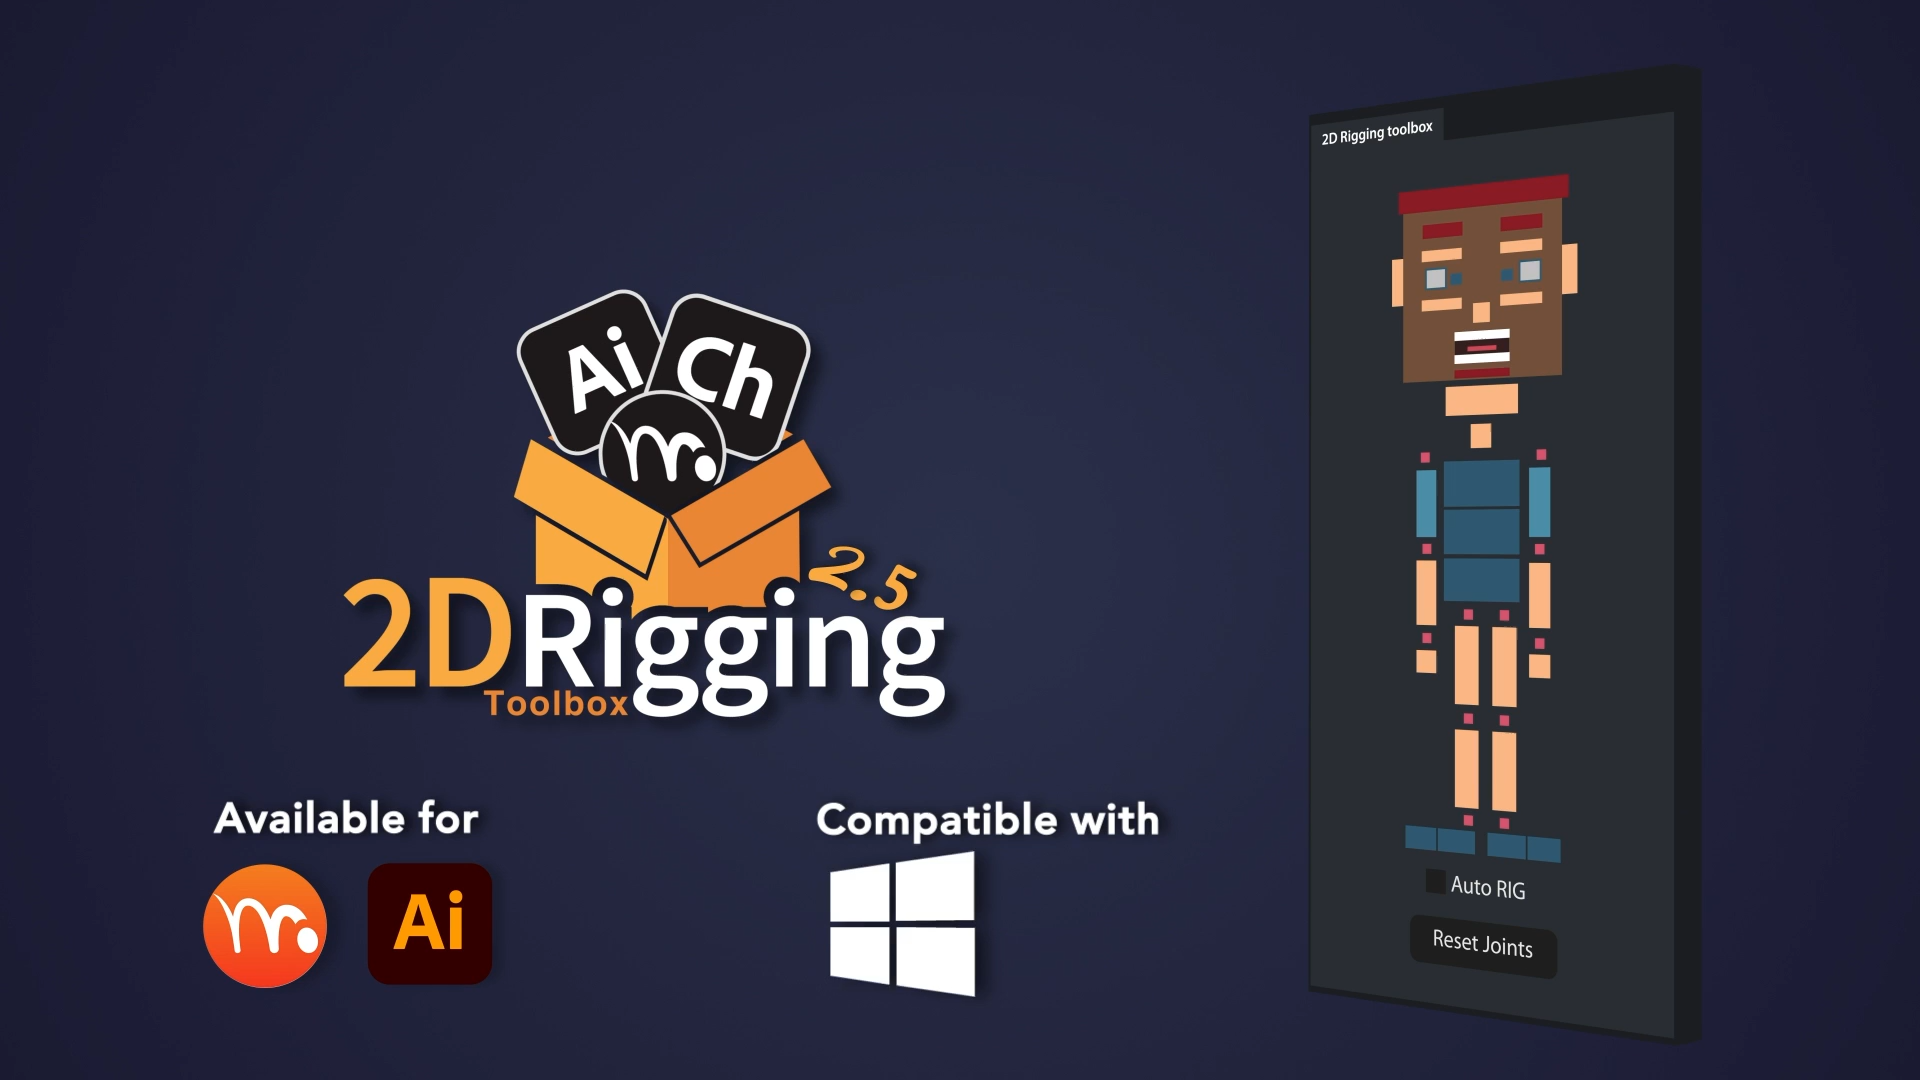 Ai
Ch
2.5
2DRigging
Toolbox
Available for
Ai
Compatible with
2D Rigging toolbox
Auto RIG
Reset Joints